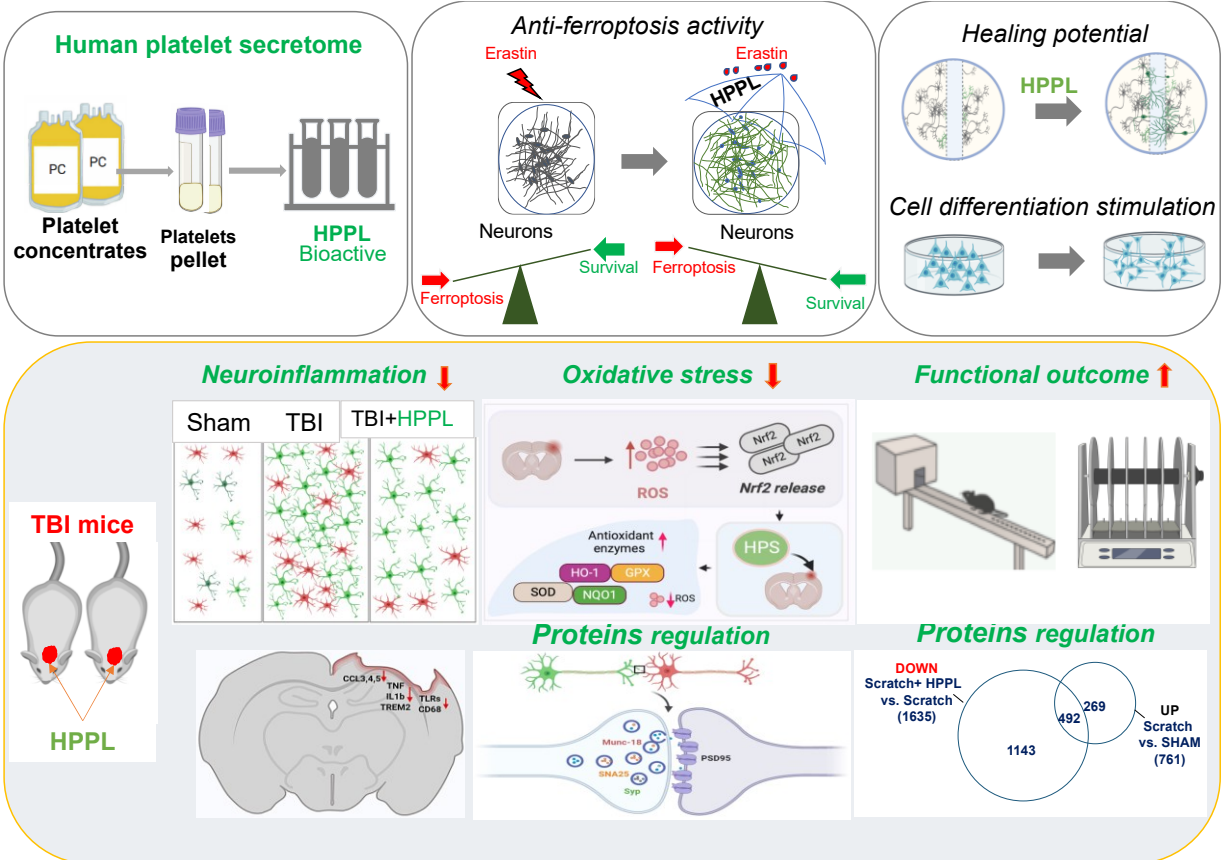 Human platelet secretome
PC
PC
Platelet
concentrates
Platelets
pellet
HPPL
Bioactive
Anti-ferroptosis activity
Erastin
Neurons
Survival
Ferroptosis
Erastin
HPPL
Neurons
Ferroptosis
Survival
Healing potential
HPPL
Cell differentiation stimulation
TBI mice
HPPL
Neuroinflammation
Sham
TBI
TBI+HPPL
CCL3,4,5
TNF
IL1b
TREM2
TLRs
CD68
Oxidative stress
ROS
Nrf2
Nrf2
Nrf2
Nrf2 release
Antioxidant
enzymes
HO-1
GPX
SOD
NQO1
ROS
HPS
Proteins regulation
Munc-18
SNA25
Syp
PSD95
Functional outcome
Proteins regulation
DOWN
Scratch+ HPPL
vs. Scratch
(1635)
1143
492
269
UP
Scratch
vs. SHAM
(761)